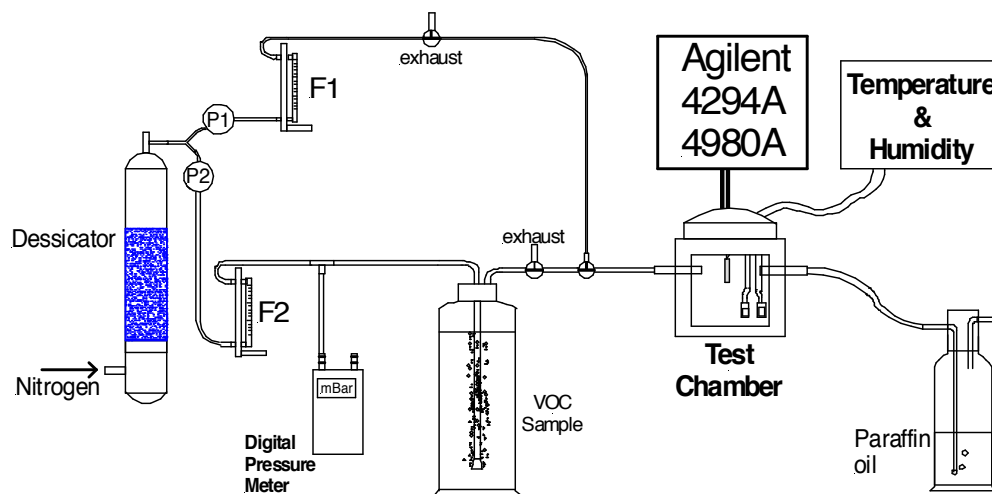 exhaust
F1
P1
P2
Dessicator
Nitrogen
F2
mBar
Digital
Pressure
Meter
exhaust
VOC
Sample
Agilent
4294A
4980A
Temperature
&
Humidity
Test
Chamber
Paraffin
oil